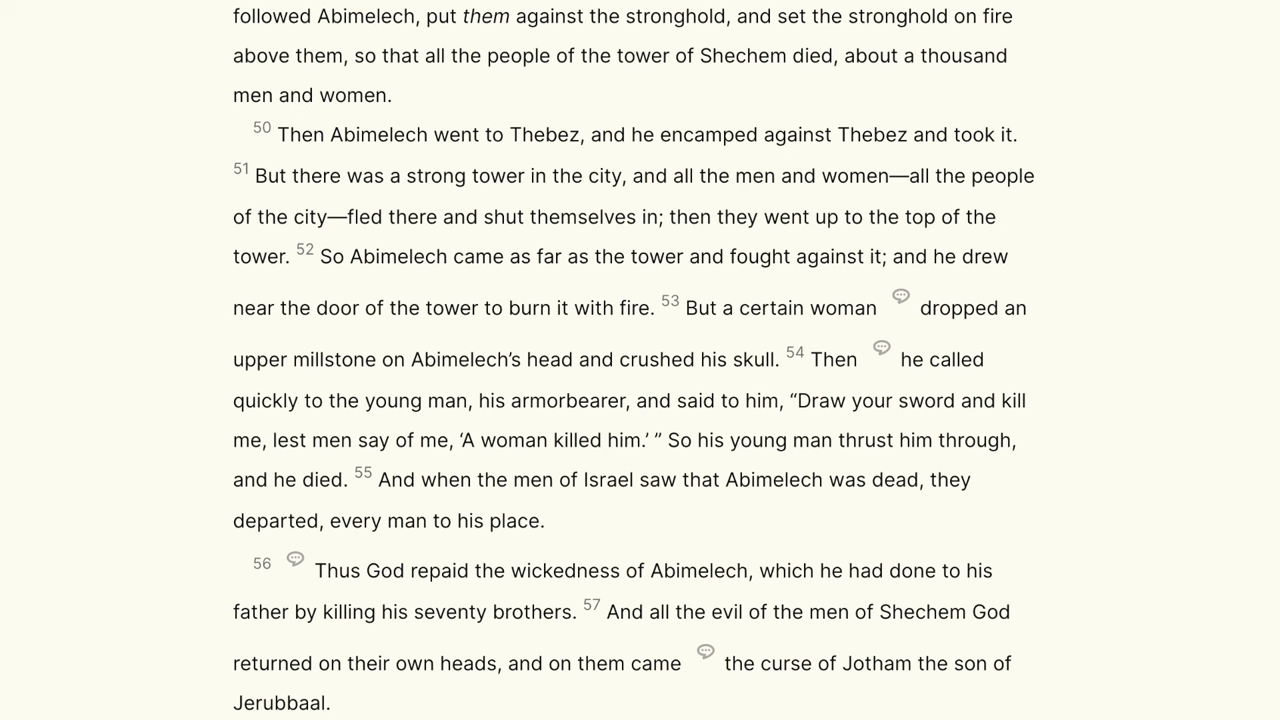 followed Abimelech, put them against the stronghold, and set the stronghold on fire
above them, so that all the people of the tower of Shechem died, about a thousand
men and women.
50 Then Abimelech went to Thebez, and he encamped against Thebez and took it.
51 But there was a strong tower in the city, and all the men and women—all the people
of the city—fled there and shut themselves in; then they went up to the top of the
tower. 52 So Abimelech came as far as the tower and fought against it; and he drew
near the door of the tower to burn it with fire. 53 But a certain woman dropped an
upper millstone on Abimelech’s head and crushed his skull. 54 Then he called
quickly to the young man, his armorbearer, and said to him, “Draw your sword and kill
me, lest men say of me, ‘A woman killed him.’ ” So his young man thrust him through,
and he died. 55 And when the men of Israel saw that Abimelech was dead, they
departed, every man to his place.
56 Thus God repaid the wickedness of Abimelech, which he had done to his
father by killing his seventy brothers. 57 And all the evil of the men of Shechem God
returned on their own heads, and on them came the curse of Jotham the son of
Jerubbaal.